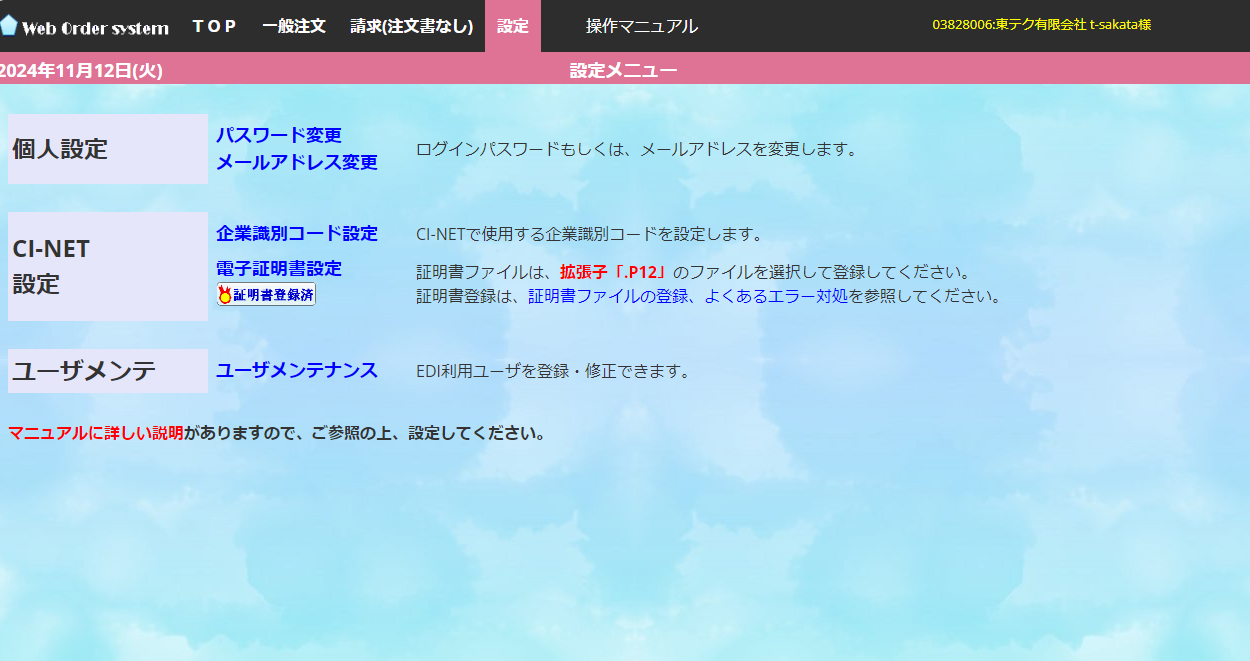 Web Order system TOP 一般注文 請求(注文書なし) 設定 操作マニュアル 03828006:東テク有限会社 t-sakata様
2024年11月12日(火) 設定メニュー
個人設定
パスワード変更
メールアドレス変更
ログインパスワードもしくは、メールアドレスを変更します。
CI-NET
設定
企業識別コード設定
CI-NETで使用する企業識別コードを設定します。
電子証明書設定
証明書登録済
証明書ファイルは、拡張子「.P12」のファイルを選択して登録してください。
証明書登録は、証明書ファイルの登録、よくあるエラー対処を参照してください。
ユーザメンテ
ユーザメンテナンス
EDI利用ユーザを登録・修正できます。
マニュアルに詳しい説明がありますので、ご参照の上、設定してください。